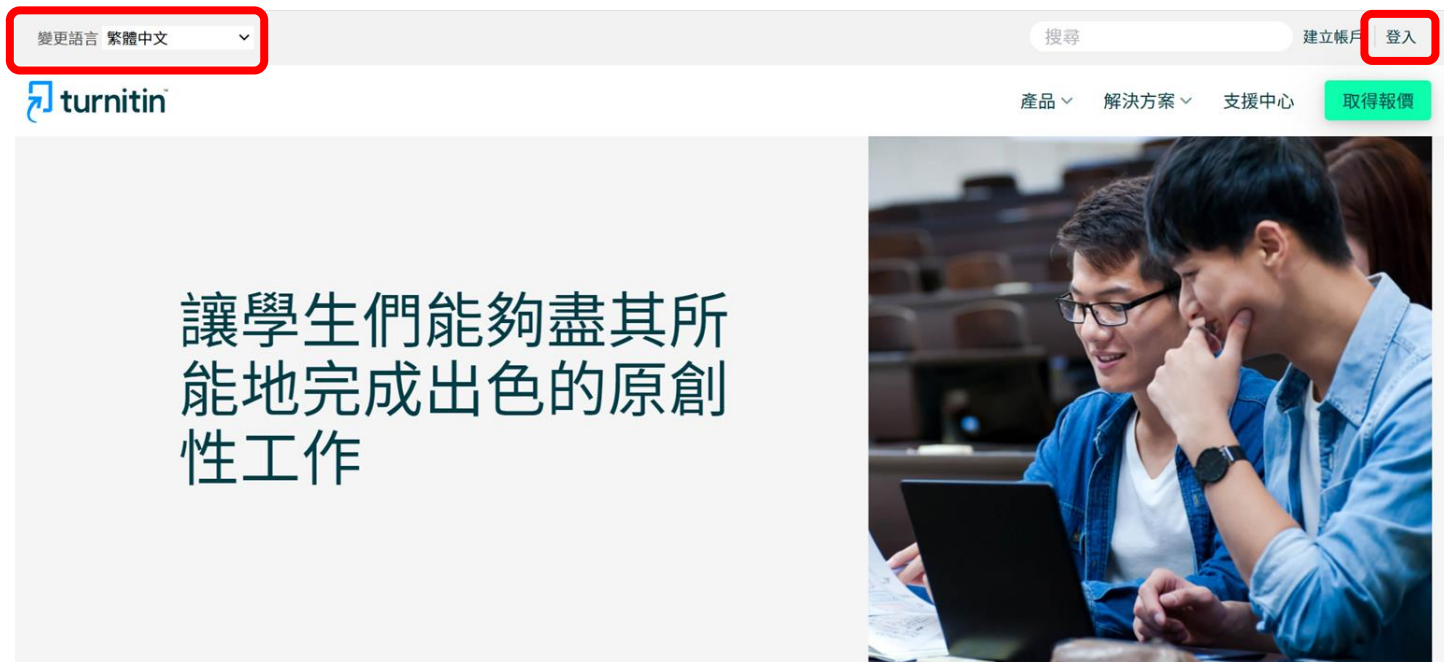 變更語言 繁體中文
搜尋
建立帳戶 登入
turnitin
產品 解決方案 支援中心 取得報價
讓學生們能夠盡其所
能地完成出色的原創
性工作